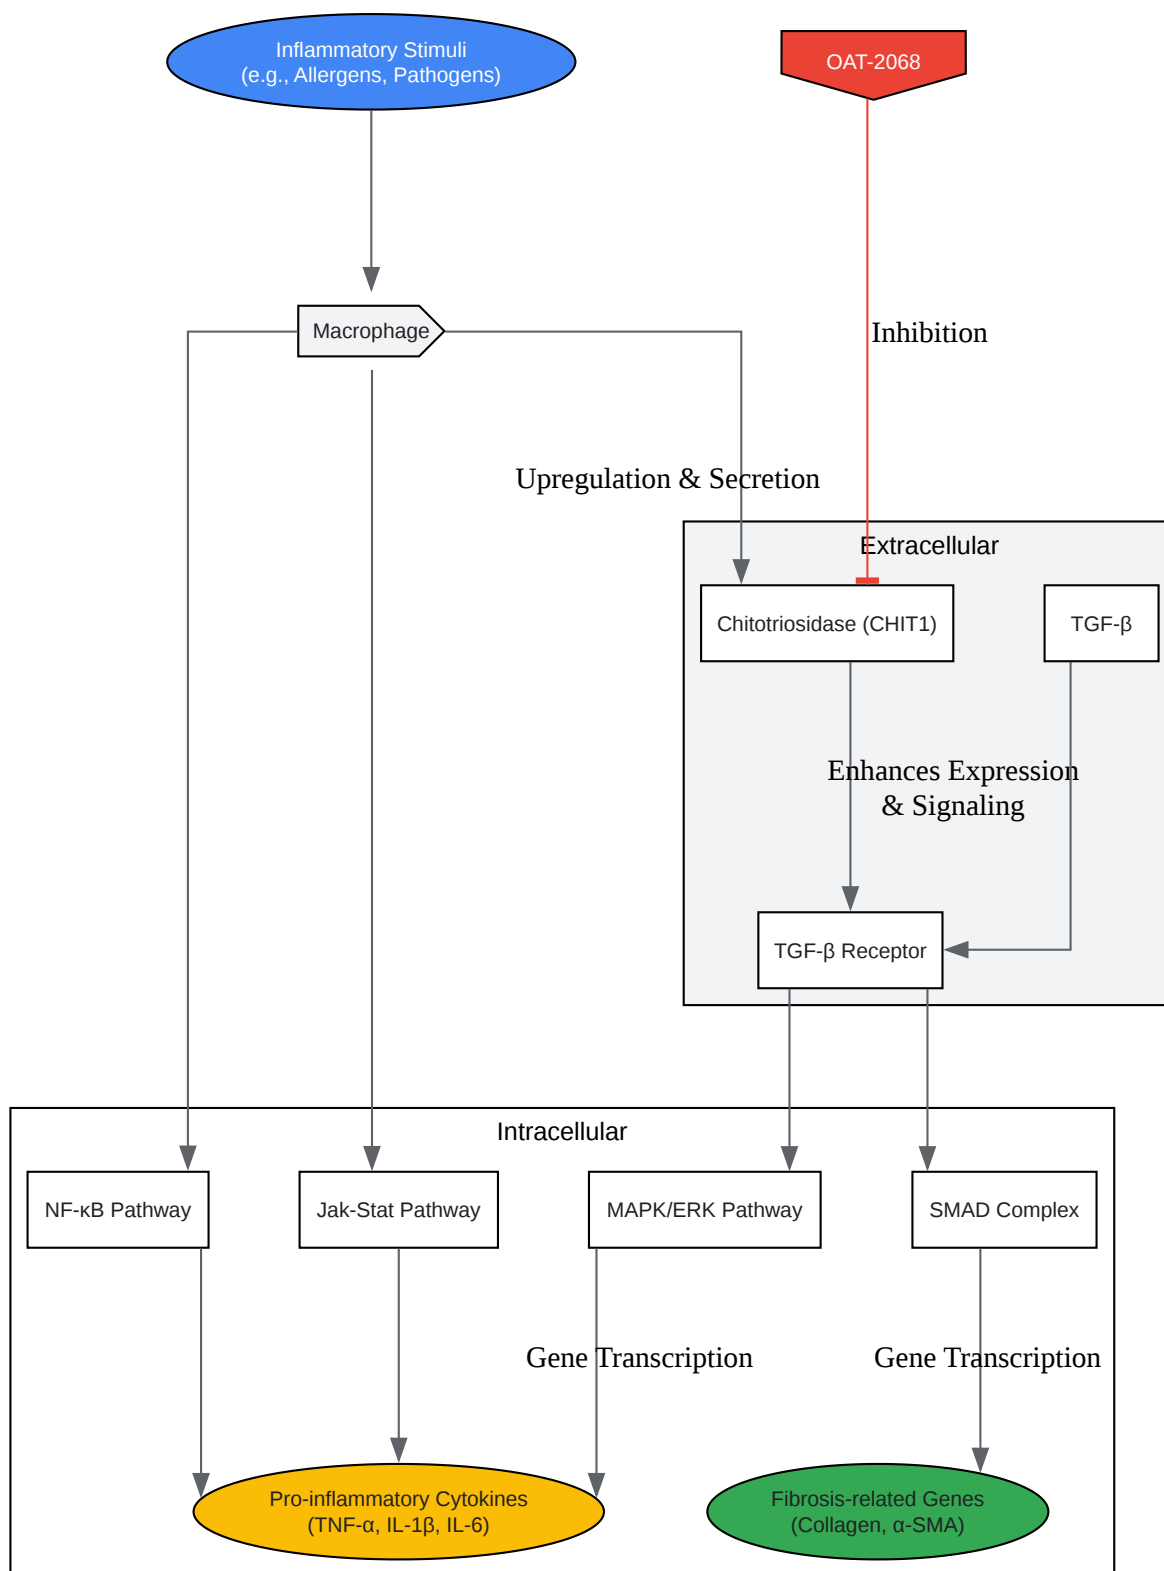 Inflammatory Stimuli
(e.g., Allergens, Pathogens)
OAT-2068
Macrophage
Inhibition
Upregulation & Secretion
Extracellular
Chitotriosidase (CHIT1)
TGF-β
Enhances Expression
& Signaling
TGF-β Receptor
Intracellular
NF-κB Pathway
Jak-Stat Pathway
MAPK/ERK Pathway
SMAD Complex
Gene Transcription
Gene Transcription
Pro-inflammatory Cytokines
(TNF-α, IL-1β, IL-6)
Fibrosis-related Genes
(Collagen, α-SMA)